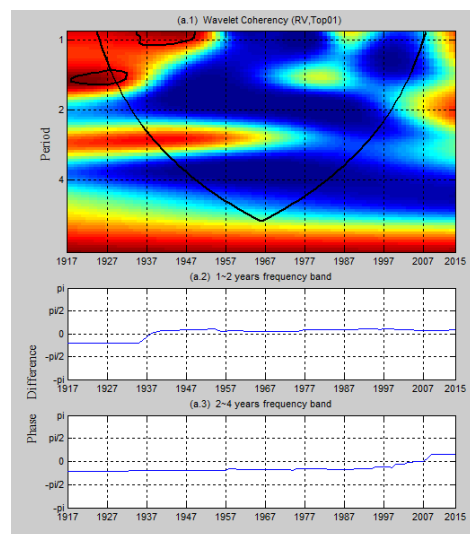 (a.1) Wavelet Coherency (RV,Top01)
Period
1
2
4
1917 1927 1937 1947 1957 1967 1977 1987 1997 2007 2015
(a.2) 1~2 years frequency band
pi
pi/2
0
-pi/2
-pi
1917 1927 1937 1947 1957 1967 1977 1987 1997 2007 2015
Phase Difference
(a.3) 2~4 years frequency band
pi
pi/2
0
-pi/2
-pi
1917 1927 1937 1947 1957 1967 1977 1987 1997 2007 2015